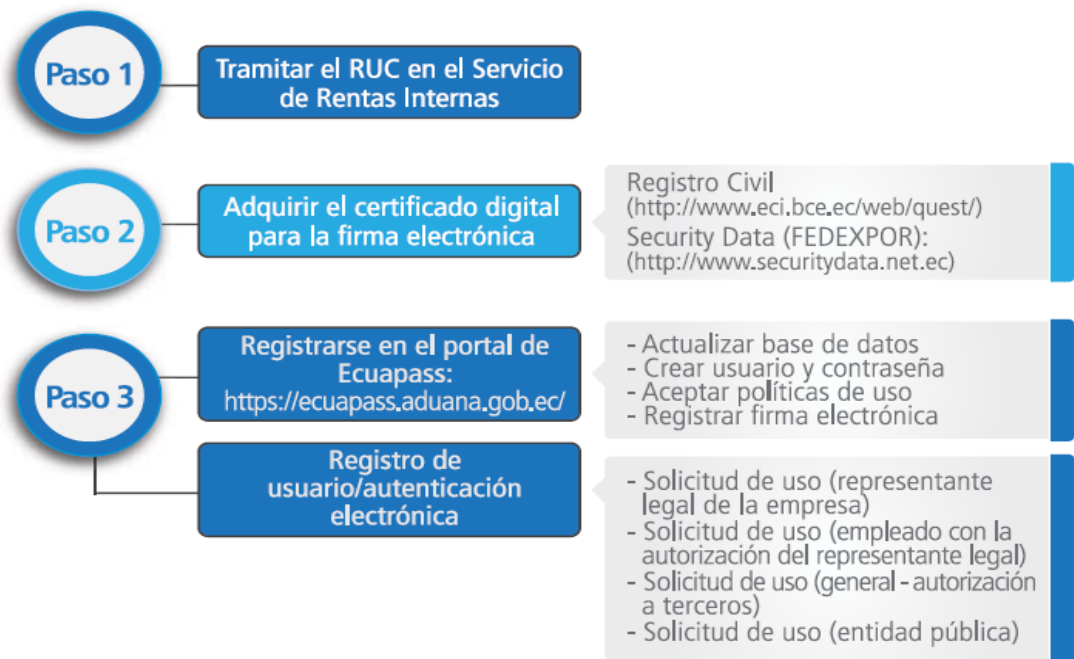 Paso 1
Tramitar el RUC en el Servicio
de Rentas Internas
Paso 2
Adquirir el certificado digital
para la firma electrónica
Registro Civil
(http://www.eci.bce.ec/web/quest/)
Security Data (FEDEXPOR):
(http://www.securitydata.net.ec)
Paso 3
Registrarse en el portal de
Ecuapass:
https://ecuapass.aduana.gob.ec/
- Actualizar base de datos
- Crear usuario y contraseña
- Aceptar políticas de uso
- Registrar firma electrónica
Registro de
usuario/autenticación
electrónica
- Solicitud de uso (representante
legal de la empresa)
- Solicitud de uso (empleado con la
autorización del representante legal)
- Solicitud de uso (general - autorización
a terceros)
- Solicitud de uso (entidad pública)